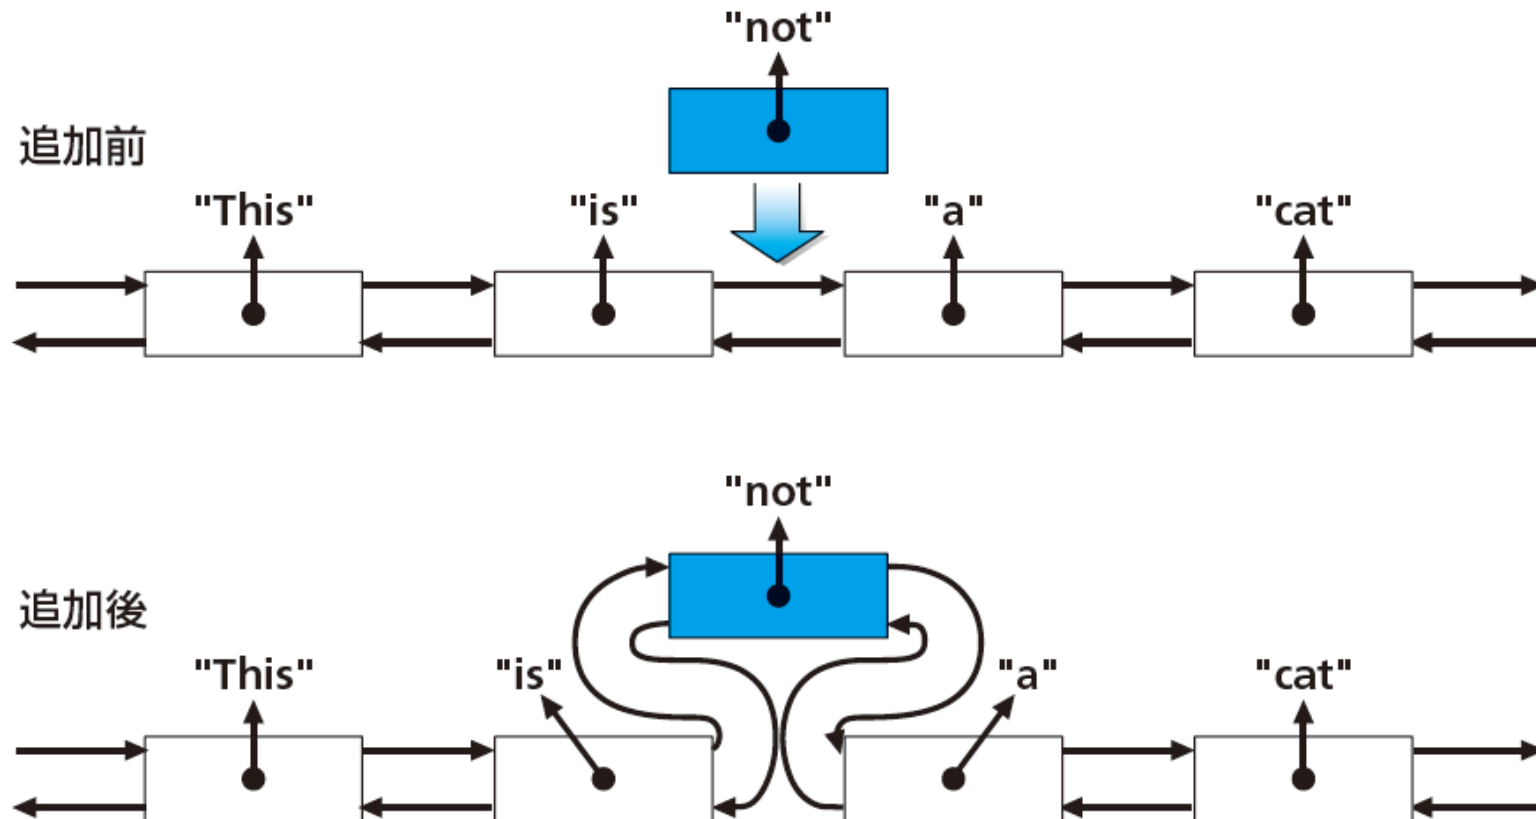 "not"
追加前
"This" "is" "a" "cat"
"not"
追加後
"This" "is" "a" "cat"